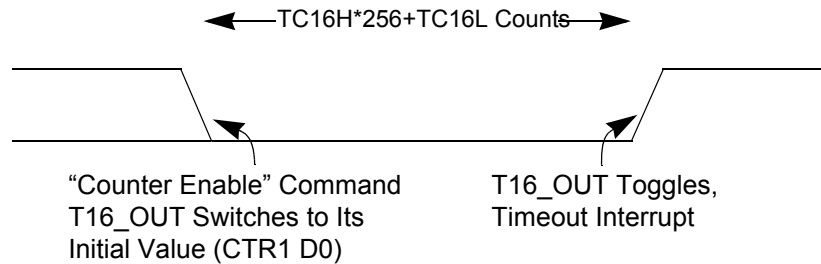 TC16H*256+TC16L Counts
“Counter Enable” Command
T16_OUT Switches to Its
Initial Value (CTR1 D0)
T16_OUT Toggles,
Timeout Interrupt